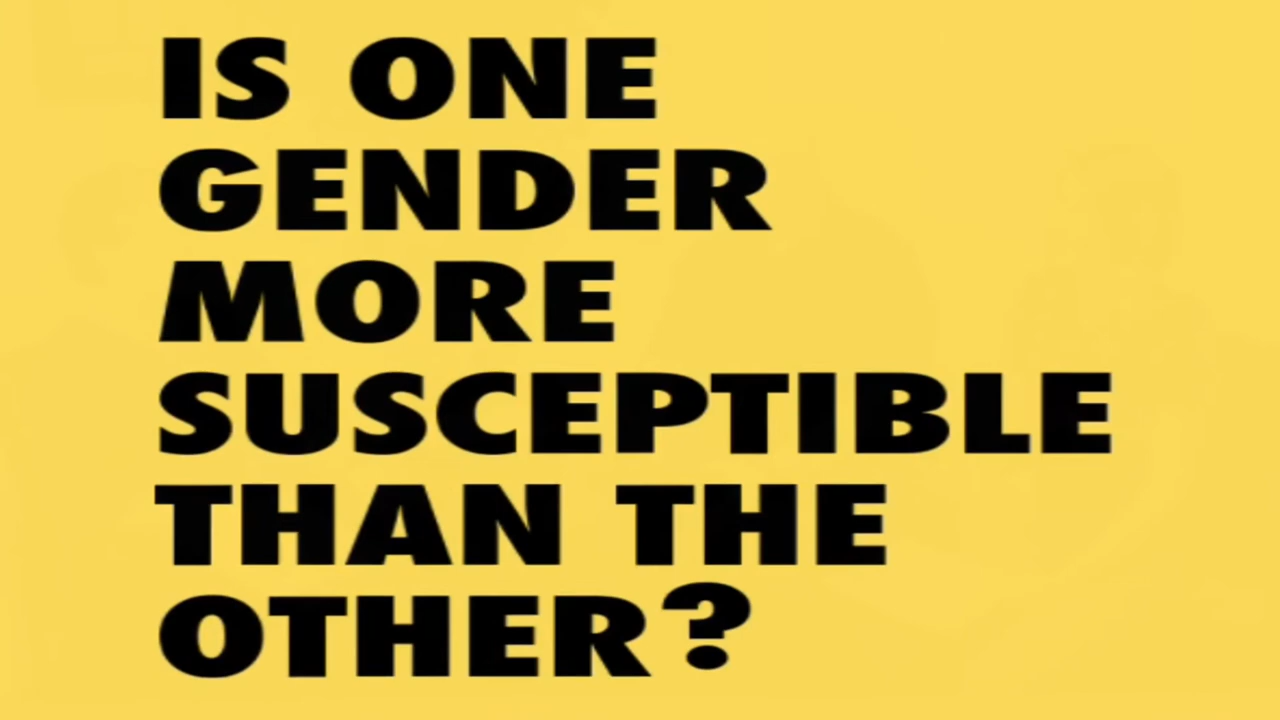 IS ONE
GENDER
MORE
SUSCEPTIBLE
THAN THE
OTHER?